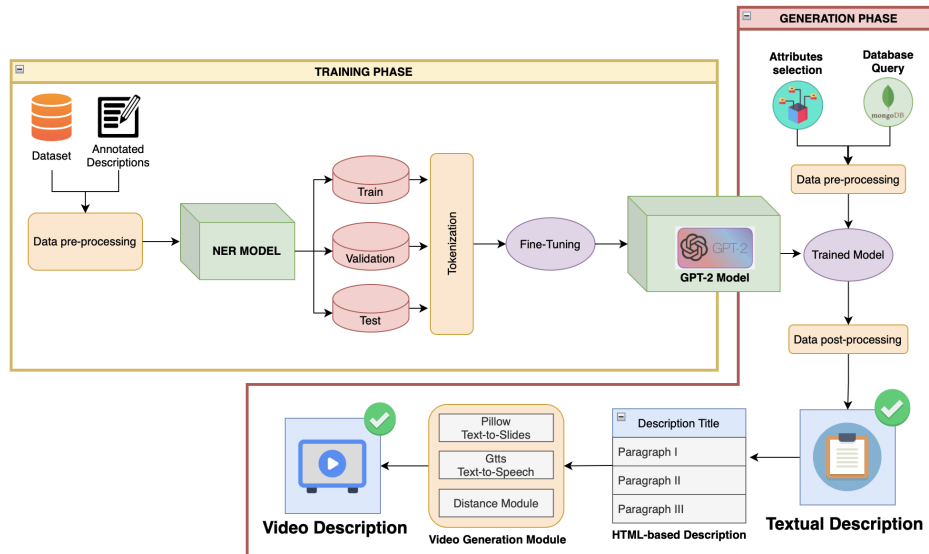 GENERATION PHASE
TRAINING PHASE
Attributes
selection
Database
Query
mongoDB
Dataset
Annotated
Descriptions
Data pre-processing
NER MODEL
Train
Validation
Test
Tokenization
Fine-Tuning
GPT-2
GPT-2 Model
Data pre-processing
Trained Model
Data post-processing
Textual Description
Description Title
Paragraph I
Paragraph II
Paragraph III
HTML-based Description
Pillow
Text-to-Slides
Gtts
Text-to-Speech
Distance Module
Video Generation Module
Video Description